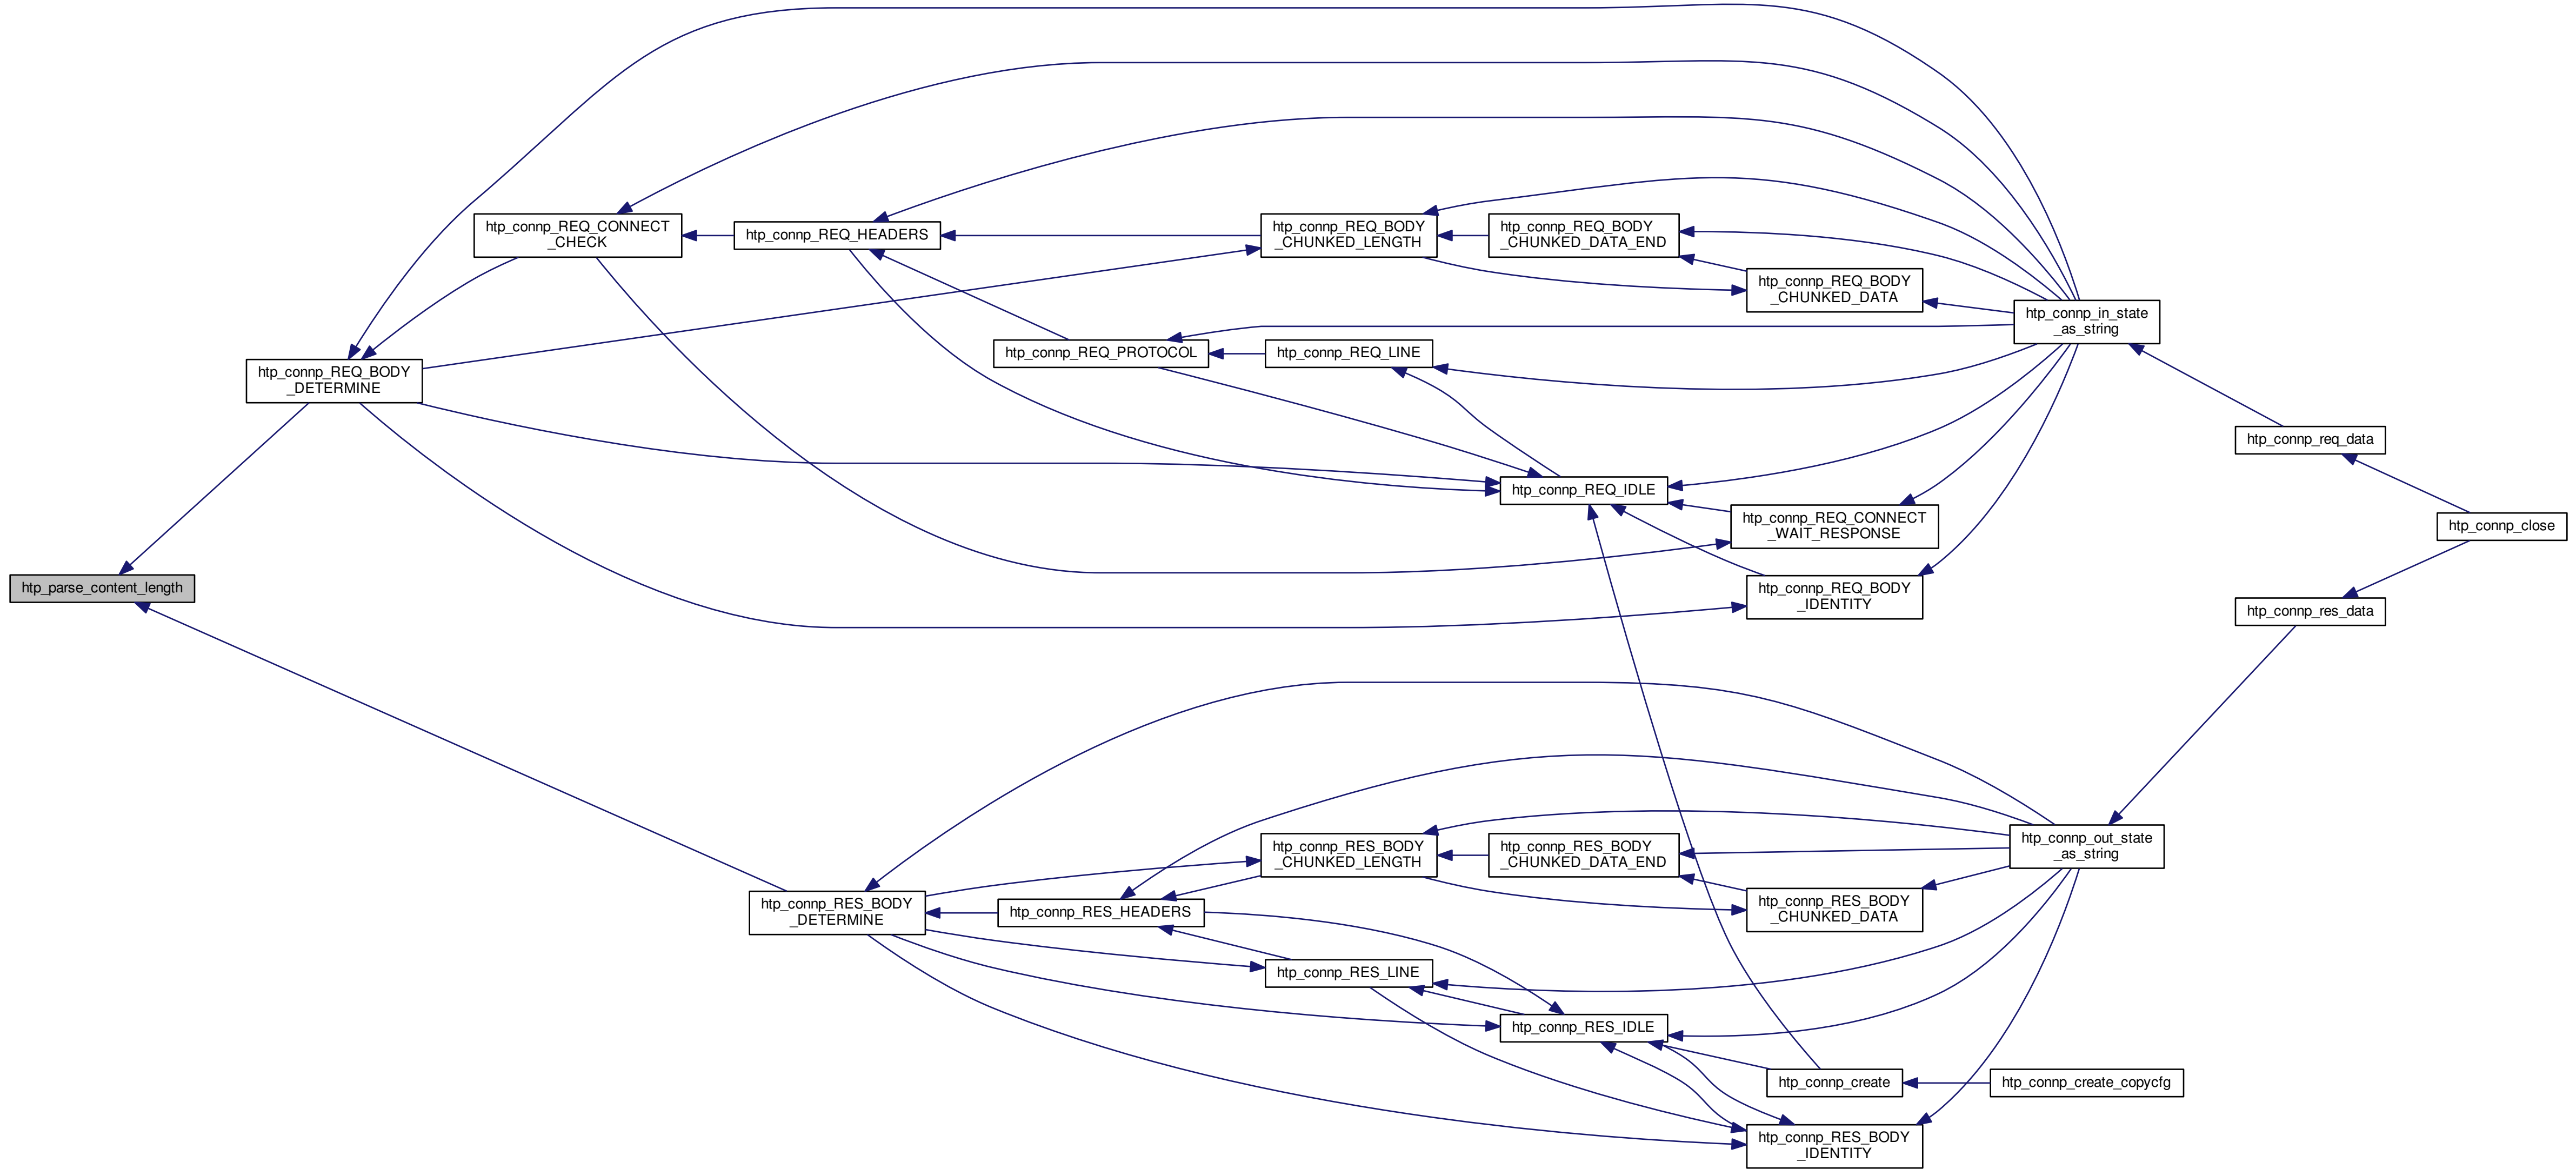 htp_parse_content_length
htp_connp_REQ_BODY
_DETERMINE
htp_connp_REQ_CONNECT
_CHECK
htp_connp_REQ_HEADERS
htp_connp_REQ_BODY
_CHUNKED_LENGTH
htp_connp_REQ_BODY
_CHUNKED_DATA_END
htp_connp_REQ_BODY
_CHUNKED_DATA
htp_connp_in_state
_as_string
htp_connp_REQ_PROTOCOL
htp_connp_REQ_LINE
htp_connp_REQ_IDLE
htp_connp_REQ_CONNECT
_WAIT_RESPONSE
htp_connp_REQ_BODY
_IDENTITY
htp_connp_req_data
htp_connp_close
htp_connp_res_data
htp_connp_RES_BODY
_DETERMINE
htp_connp_RES_HEADERS
htp_connp_RES_BODY
_CHUNKED_LENGTH
htp_connp_RES_BODY
_CHUNKED_DATA_END
htp_connp_RES_BODY
_CHUNKED_DATA
htp_connp_out_state
_as_string
htp_connp_RES_LINE
htp_connp_RES_IDLE
htp_connp_create
htp_connp_create_copycfg
htp_connp_RES_BODY
_IDENTITY